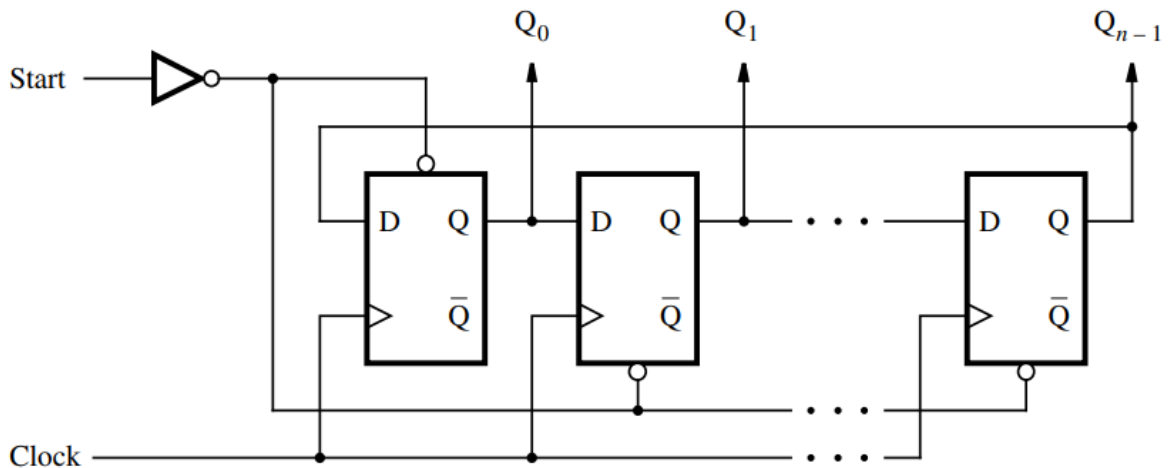 Q₀ Q₁ Qₙ₋₁
Start
D Q D Q D Q
Q̅ Q̅ Q̅
Clock